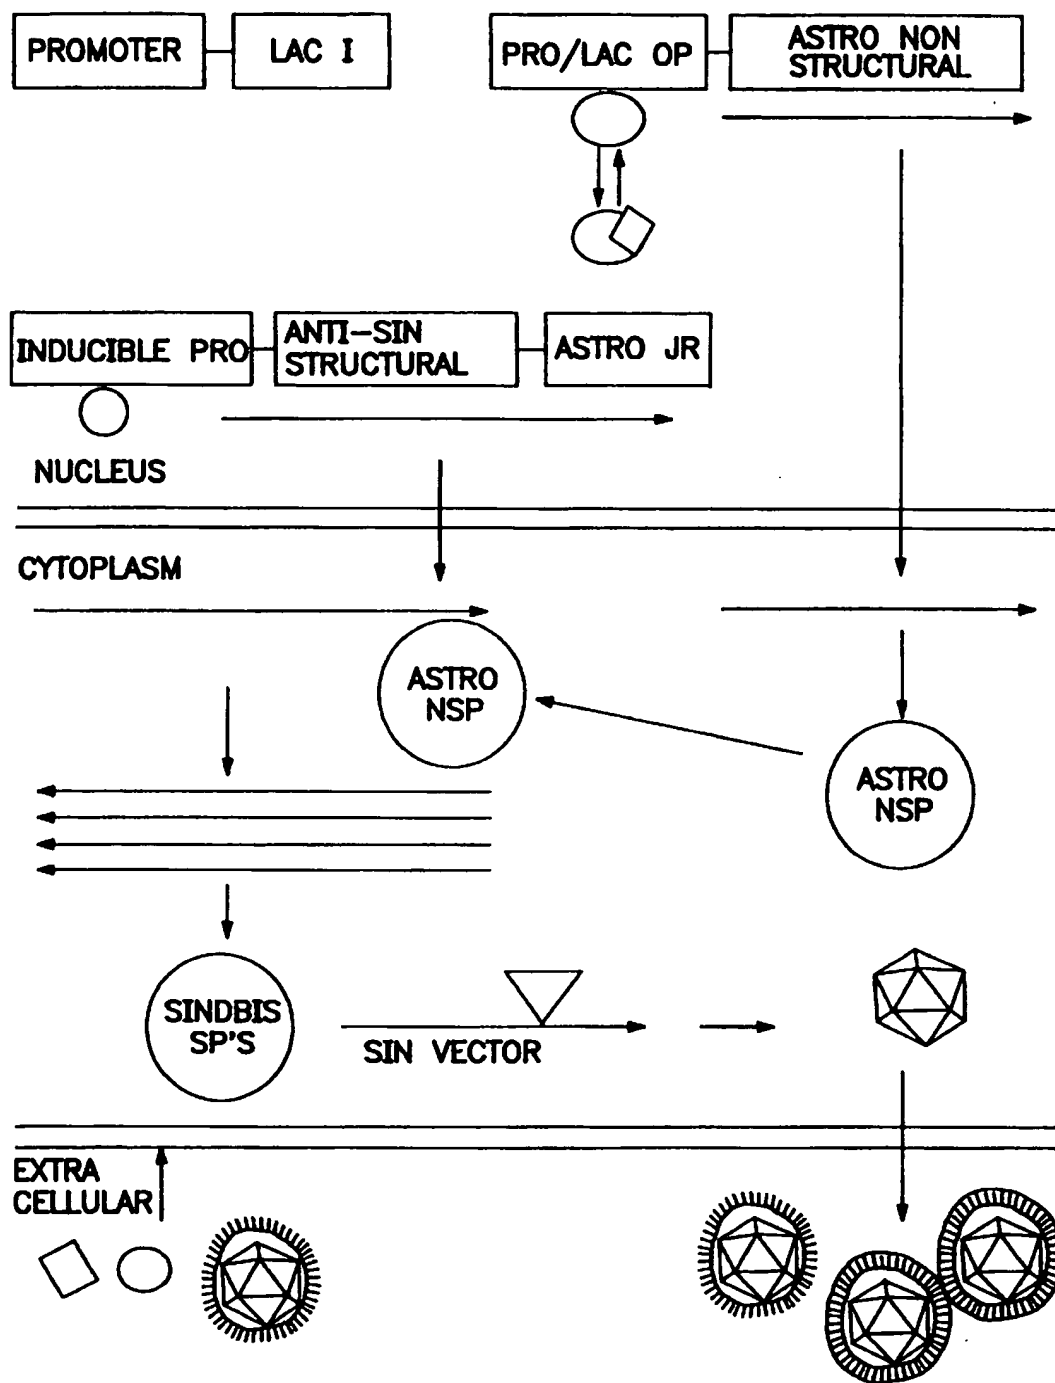 PROMOTER
LAC I
PRO/LAC OP
ASTRO NON
STRUCTURAL
INDUCIBLE PRO
ANTI-SIN
STRUCTURAL
ASTRO JR
NUCLEUS
CYTOPLASM
ASTRO
NSP
ASTRO
NSP
SINDBIS
SP'S
SIN VECTOR
EXTRA
CELLULAR